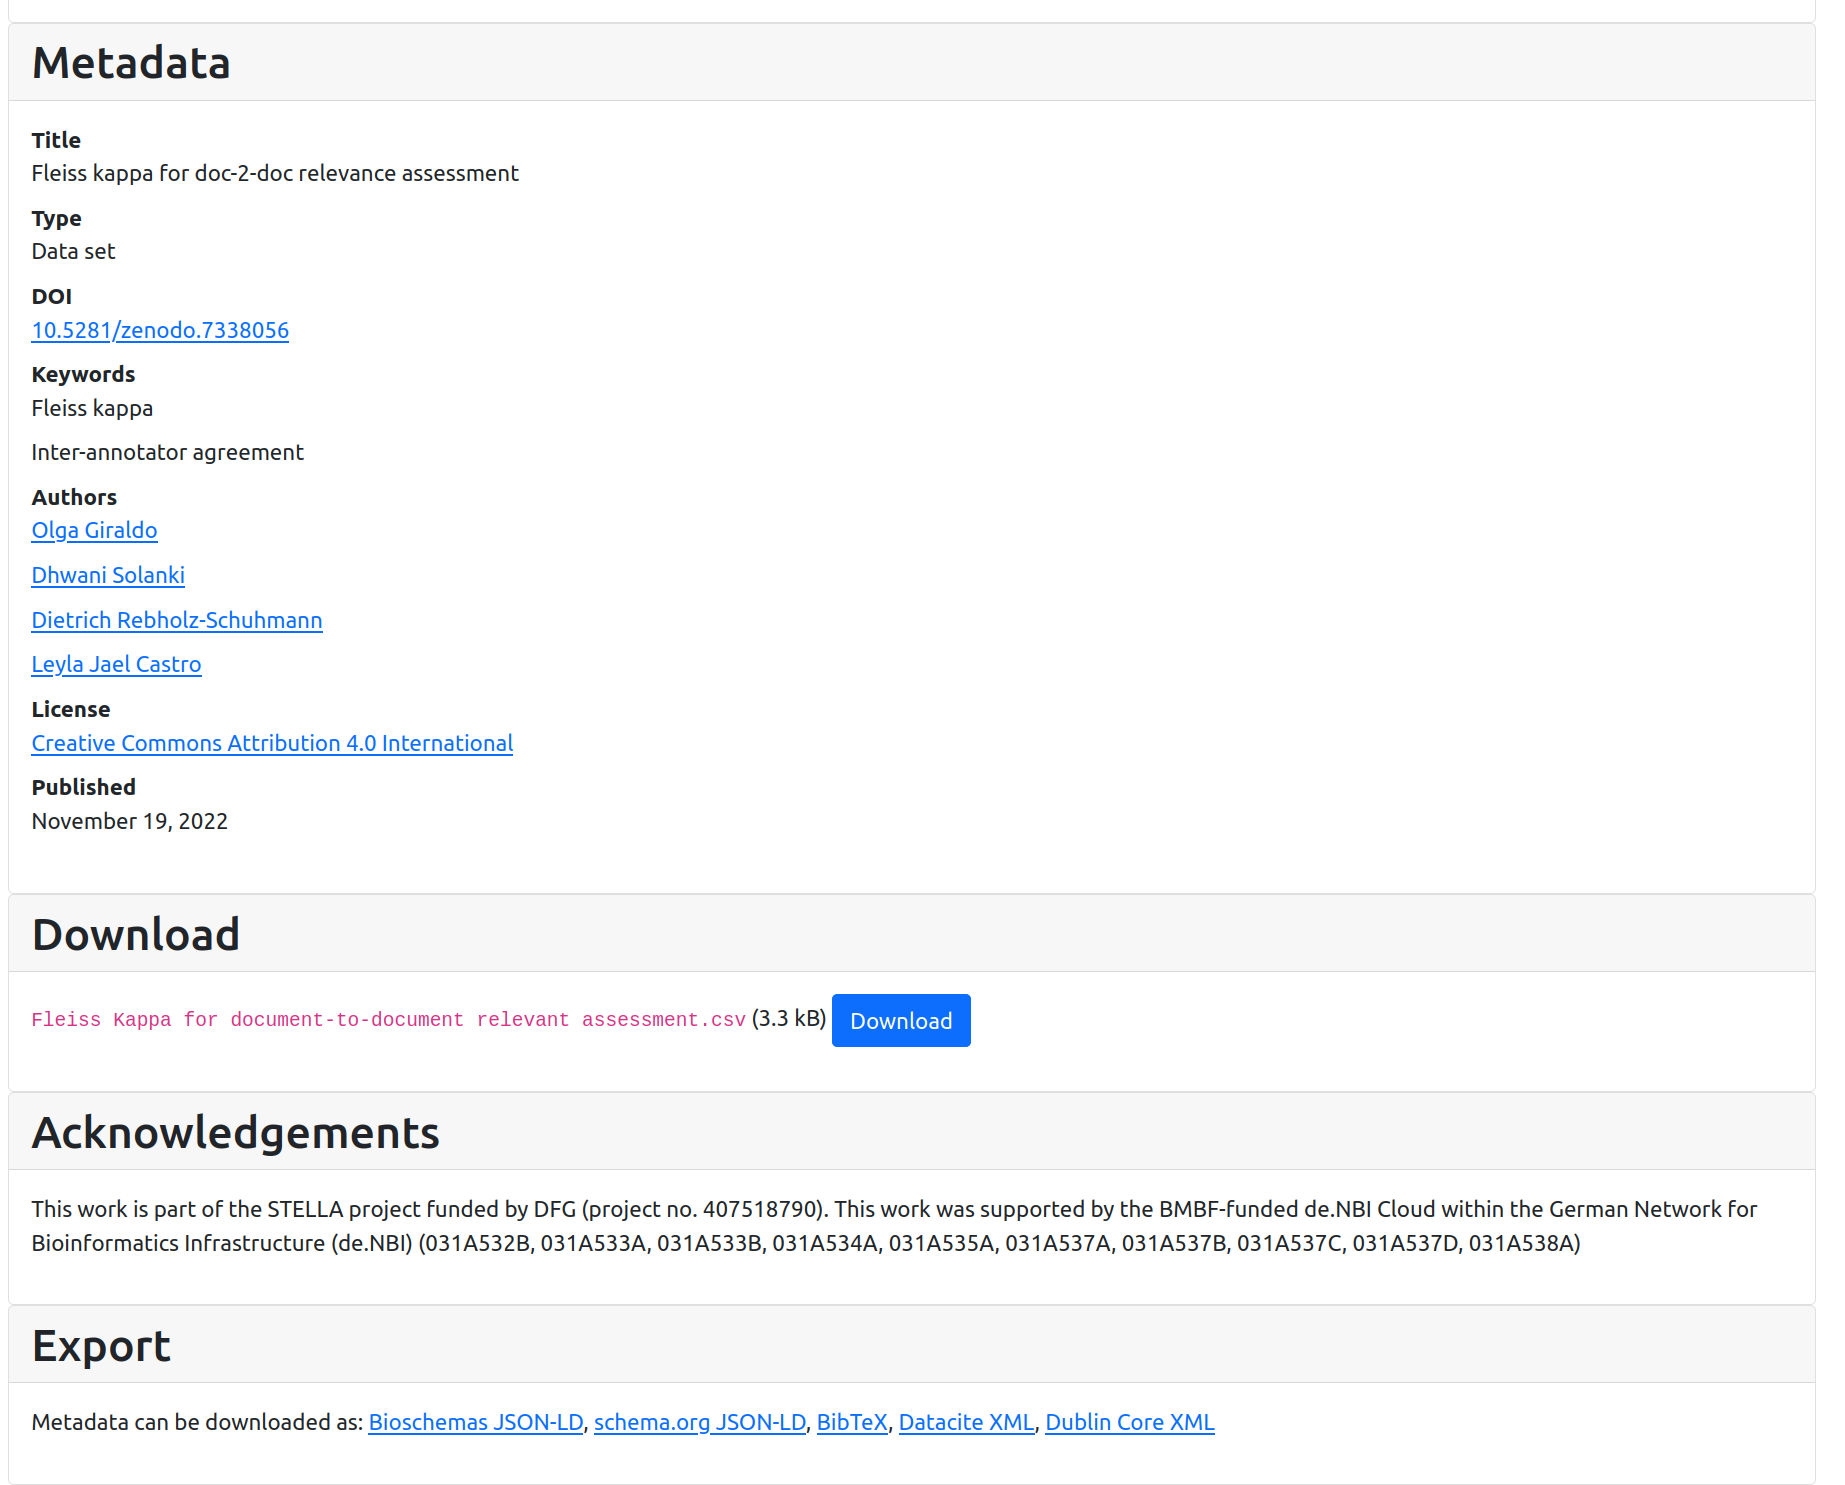 Metadata
Title
Fleiss kappa for doc-2-doc relevance assessment
Type
Data set
DOI
10.5281/zenodo.7338056
Keywords
Fleiss kappa
Inter-annotator agreement
Authors
Olga Giraldo
Dhwani Solanki
Dietrich Rebholz-Schuhmann
Leyla Jael Castro
License
Creative Commons Attribution 4.0 International
Published
November 19, 2022
Download
Fleiss Kappa for document-to-document relevant assessment.csv (3.3 kB) Download
Acknowledgements
This work is part of the STELLA project funded by DFG (project no. 407518790). This work was supported by the BMBF-funded de.NBI Cloud within the German Network for
Bioinformatics Infrastructure (de.NBI) (031A532B, 031A533A, 031A533B, 031A534A, 031A535A, 031A537A, 031A537B, 031A537C, 031A537D, 031A538A)
Export
Metadata can be downloaded as: Bioschemas JSON-LD, schema.org JSON-LD, BibTeX, Datacite XML, Dublin Core XML